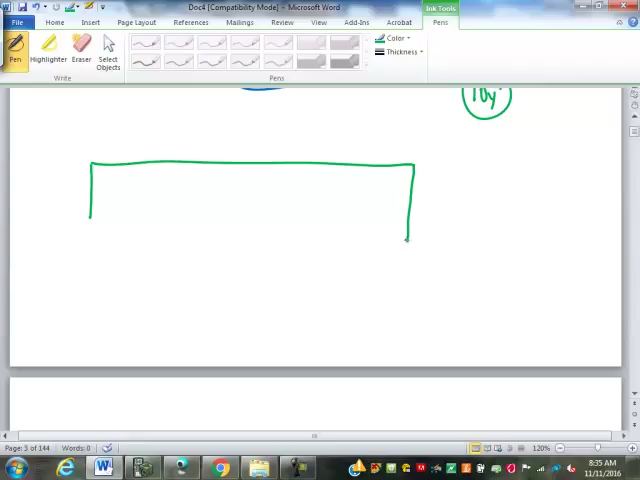 Doc4 [Compatibility Mode] - Microsoft Word
Ink Tools
File Home Insert Page Layout References Mailings Review View Add-Ins Acrobat Pens
Pen Highlighter Eraser Select Objects
Color
Thickness
Write
Pens
10y
Page: 3 of 144 Words: 0 120%
8:35 AM
11/11/2016